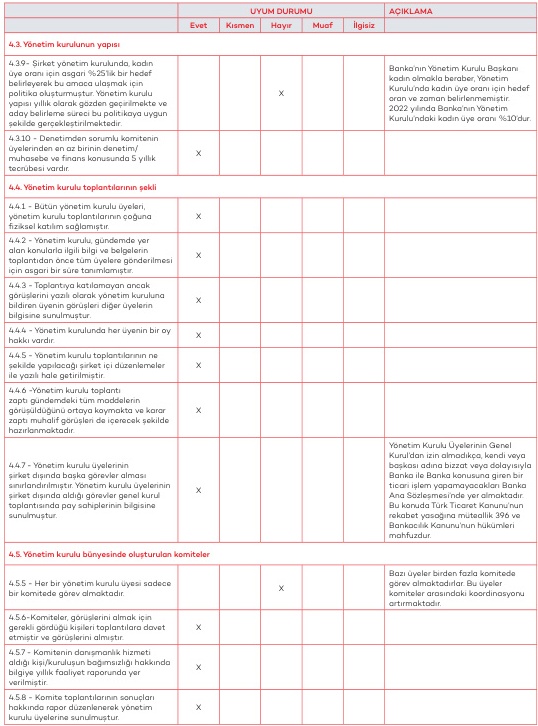 UYUM DURUMU AÇIKLAMA
Evet Kısmen Hayır Muaf İlgisiz
4.3. Yönetim kurulunun yapısı
4.3.9- Şirket yönetim kurulunda, kadın
üye oranı için asgari %25'lik bir hedef
belirleyerek bu amaca ulaşmak için
politika oluşturmuştur. Yönetim kurulu
yapısı yıllık olarak gözden geçirilmekte ve
aday belirleme süreci bu politikaya uygun
şekilde gerçekleştirilmektedir.
X
Banka'nın Yönetim Kurulu Başkanı
kadın olmakla beraber, Yönetim
Kurulu'nda kadın üye oranı için hedef
oran ve zaman belirlenmemiştir.
2022 yılında Banka'nın Yönetim
Kurulu'ndaki kadın üye oranı %10'dur.
4.3.10 - Denetimden sorumlu komitenin
üyelerinden en az birinin denetim/
muhasebe ve finans konusunda 5 yıllık
tecrübesi vardır.
X
4.4. Yönetim kurulu toplantılarının şekli
4.4.1 - Bütün yönetim kurulu üyeleri,
yönetim kurulu toplantılarının çoğuna
fiziksel katılım sağlamıştır.
X
4.4.2 - Yönetim kurulu, gündemde yer
alan konularla ilgili bilgi ve belgelerin
toplantıdan önce tüm üyelere gönderilmesi
için asgari bir süre tanımlamıştır.
X
4.4.3 - Toplantıya katılamayan ancak
görüşlerini yazılı olarak yönetim kuruluna
bildiren üyenin görüşleri diğer üyelerin
bilgisine sunulmuştur.
X
4.4.4 - Yönetim kurulunda her üyenin bir oy
hakkı vardır.
X
4.4.5 - Yönetim kurulu toplantılarının ne
şekilde yapılacağı şirket içi düzenlemeler
ile yazılı hale getirilmiştir.
X
4.4.6 -Yönetim kurulu toplantı
zaptı gündemdeki tüm maddelerin
görüşüldüğünü ortaya koymakta ve karar
zaptı muhalif görüşleri de içerecek şekilde
hazırlanmaktadır.
X
4.4.7 - Yönetim kurulu üyelerinin
şirket dışında başka görevler alması
sınırlandırılmıştır. Yönetim kurulu üyelerinin
şirket dışında aldığı görevler genel kurul
toplantısında pay sahiplerinin bilgisine
sunulmuştur.
X
Yönetim Kurulu Üyelerinin Genel
Kurul'dan izin almadıkça, kendi veya
başkası adına bizzat veya dolayısıyla
Banka ile Banka konusuna giren bir
ticari işlem yapamayacakları Banka
Ana Sözleşmesi'nde yer almaktadır.
Bu konuda Türk Ticaret Kanunu'nun
rekabet yasağına müteallik 396 ve
Bankacılık Kanunu'nun hükümleri
mahfuzdur.
4.5. Yönetim kurulu bünyesinde oluşturulan komiteler
4.5.5 - Her bir yönetim kurulu üyesi sadece
bir komitede görev almaktadır.
X
Bazı üyeler birden fazla komitede
görev almaktadırlar. Bu üyeler
komiteler arasındaki koordinasyonu
artırmaktadır.
4.5.6-Komiteler, görüşlerini almak için
gerekli gördüğü kişileri toplantılara davet
etmiştir ve görüşlerini almıştır.
X
4.5.7 - Komitenin danışmanlık hizmeti
aldığı kişi/kuruluşun bağımsızlığı hakkında
bilgiye yıllık faaliyet raporunda yer
verilmiştir.
X
4.5.8 - Komite toplantılarının sonuçları
hakkında rapor düzenlenerek yönetim
kurulu üyelerine sunulmuştur.
X